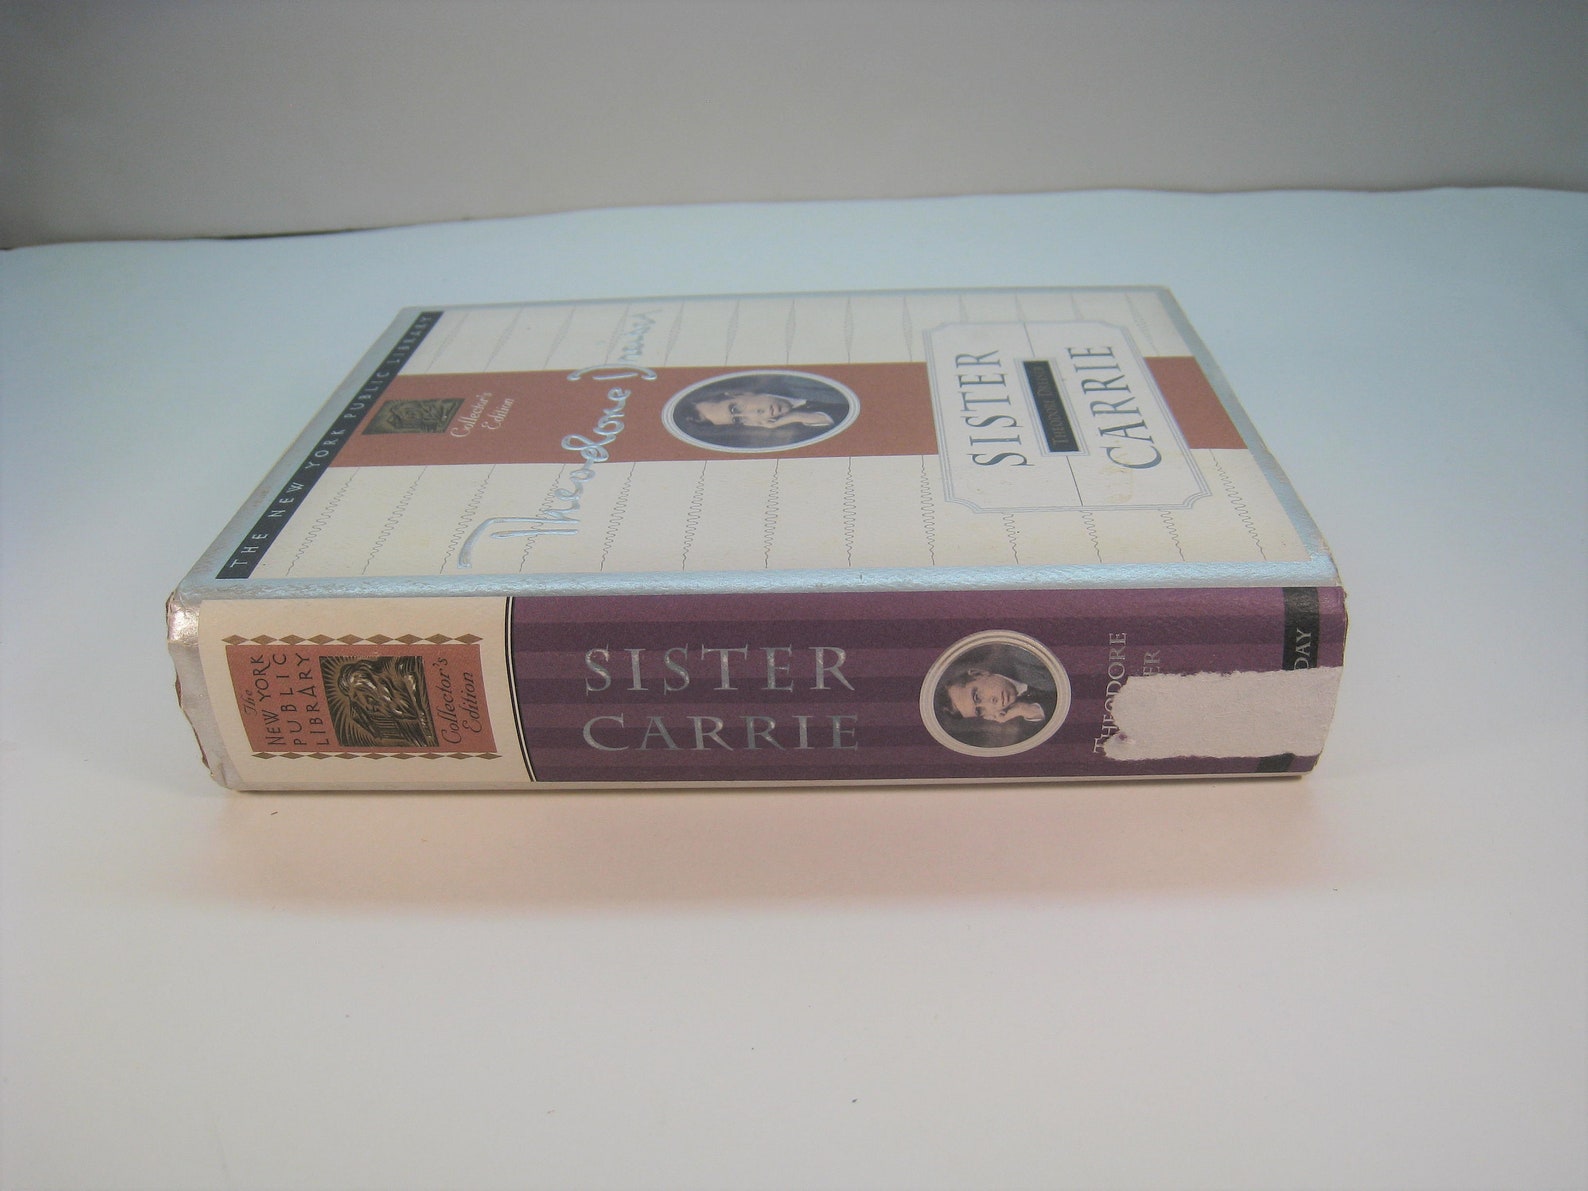 THE NEW YORK PUBLIC LIBRARY
Collector's
Edition
Theodore Dreiser
SISTER
THEODORE DREISER
CARRIE
The
NEW YORK
PUBLIC
LIBRARY
Collector's
Edition
SISTER
CARRIE
THEODORE
ER
DAY